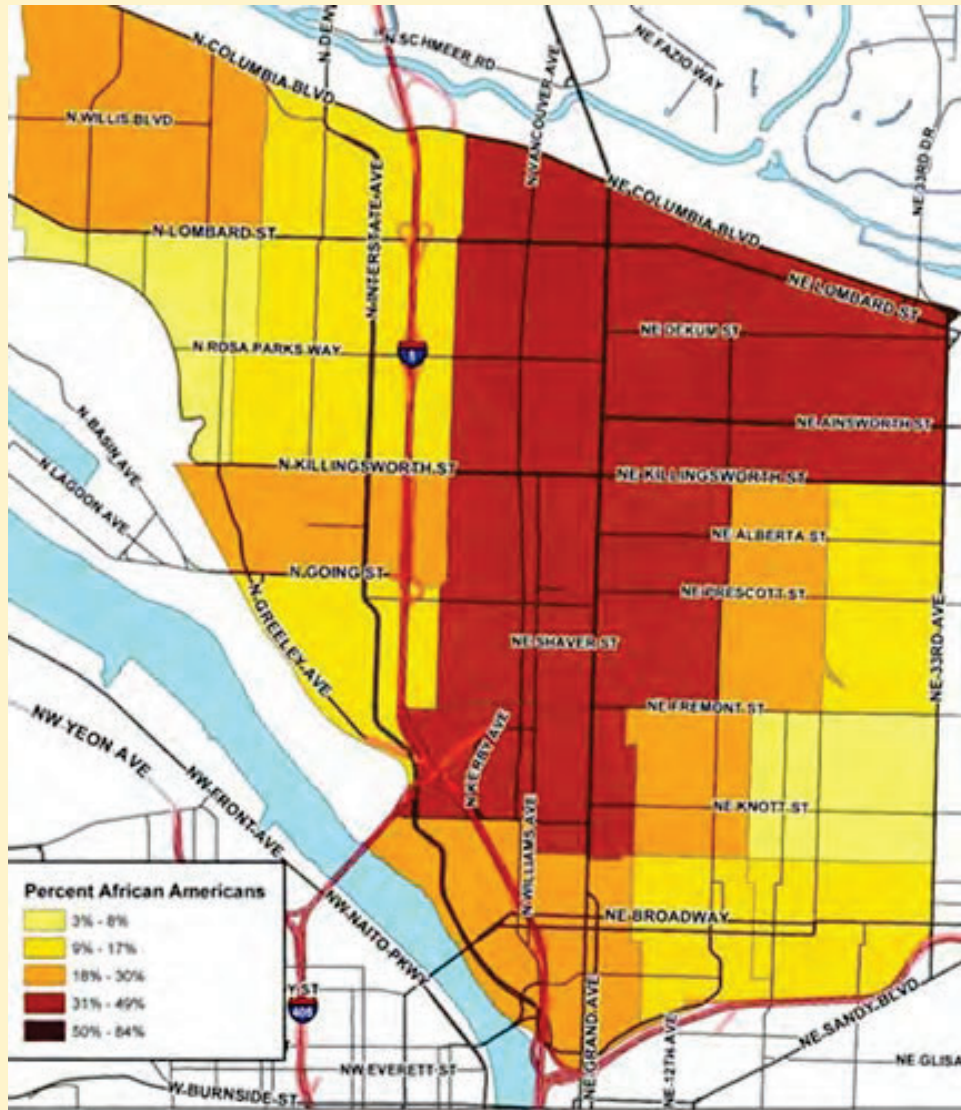 N SCHMEER RD
NE FAZIO WAY
N COLUMBIA BLVD
N DEN
N VANCOUVER AVE
N WILLIS BLVD
NE 33RD DR
NE COLUMBIA BLVD
N INTERSTATE AVE
N LOMBARD ST
NE LOMBARD ST
NE DEKUM ST
N ROSA PARKS WAY
5
N BASIN AVE
NE AINSWORTH ST
N LAGOON AVE
N KILLINGSWORTH ST
NE KILLINGSWORTH ST
NE ALBERTA ST
N GOING ST
NE PRESCOTT ST
N GREELEY AVE
NE SHAVER ST
NE 33RD AVE
NE FREMONT ST
NW YEON AVE
NW FRONT AVE
N KERBY AVE
NE KNOTT ST
N WILLIAMS AVE
NE BROADWAY
NW NAITO PKWY
Percent African Americans
3% - 8%
9% - 17%
18% - 30%
31% - 49%
50% - 84%
Y ST
405
NE GRAND AVE
NE 12TH AVE
NE SANDY BLVD
NE GLISA
NW EVERETT ST
W BURNSIDE ST